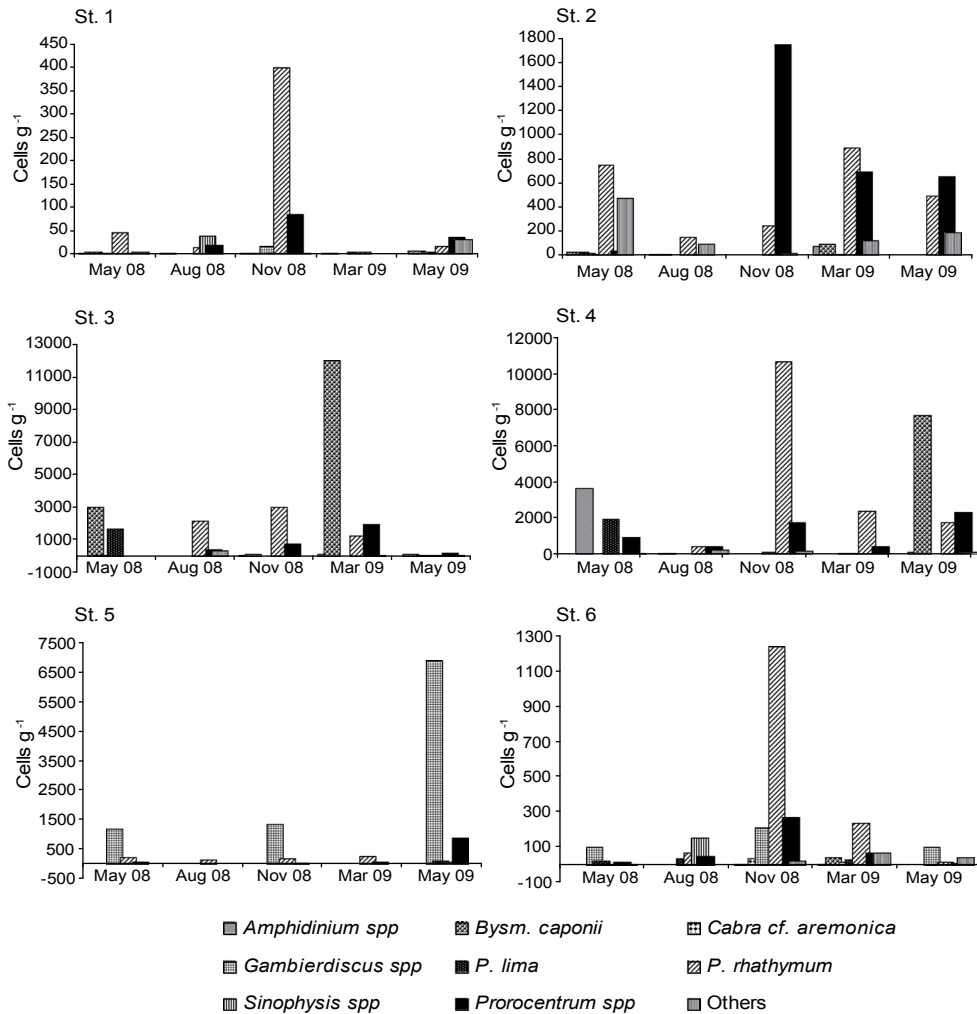 St. 1
450
400
350
300
250
200
150
100
50
0
Cells g⁻¹
May 08 Aug 08 Nov 08 Mar 09 May 09
St. 2
1800
1600
1400
1200
1000
800
600
400
200
0
Cells g⁻¹
May 08 Aug 08 Nov 08 Mar 09 May 09
St. 3
13000
11000
9000
7000
5000
3000
1000
-1000
Cells g⁻¹
May 08 Aug 08 Nov 08 Mar 09 May 09
St. 4
12000
10000
8000
6000
4000
2000
0
Cells g⁻¹
May 08 Aug 08 Nov 08 Mar 09 May 09
St. 5
7500
6500
5500
4500
3500
2500
1500
500
-500
Cells g⁻¹
May 08 Aug 08 Nov 08 Mar 09 May 09
St. 6
1300
1100
900
700
500
300
100
-100
Cells g⁻¹
May 08 Aug 08 Nov 08 Mar 09 May 09
Amphidinium spp Bysm. caponii Cabra cf. aremonica
Gambierdiscus spp P. lima P. rhathymum
Sinophysis spp Prorocentrum spp Others